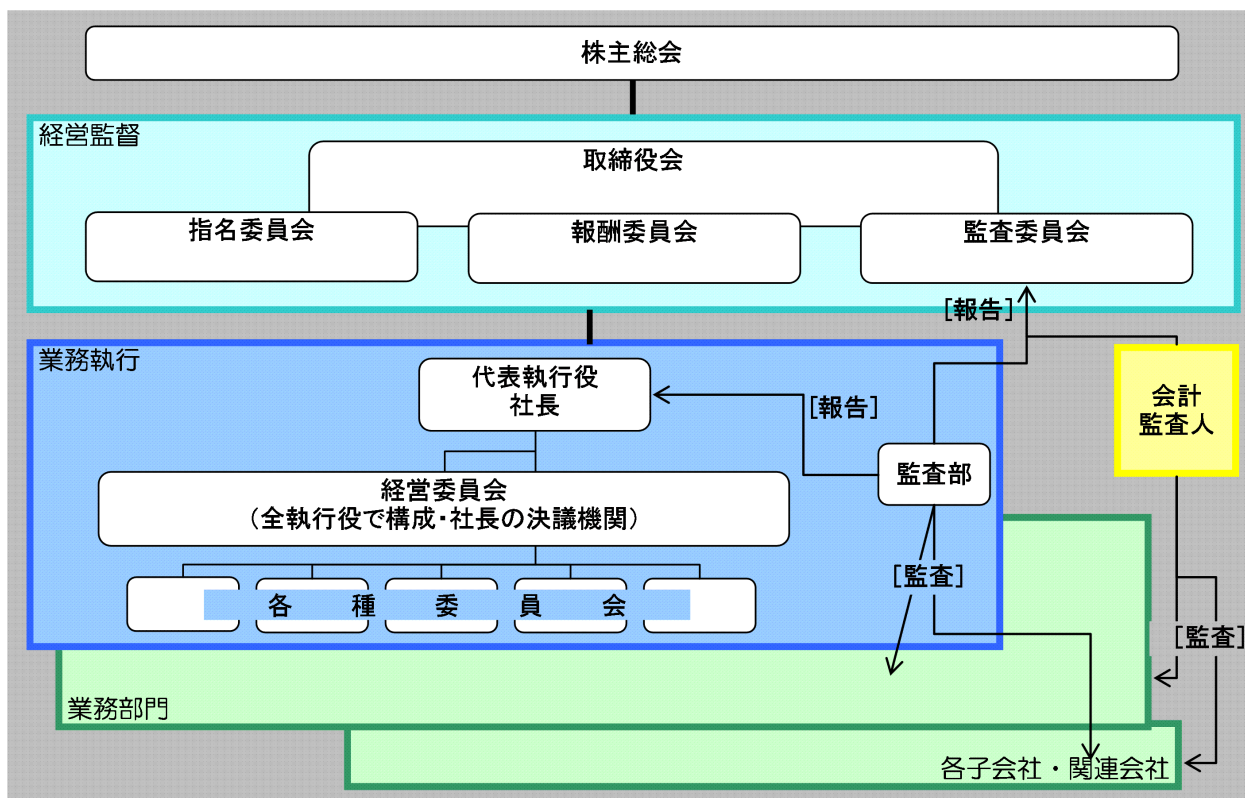 株主総会
経営監督
取締役会
指名委員会
報酬委員会
監査委員会
［報告］
業務執行
代表執行役
社長
［報告］
会計
監査人
監査部
経営委員会
（全執行役で構成・社長の決議機関）
［監査］
各種委員会
［監査］
業務部門
各子会社・関連会社